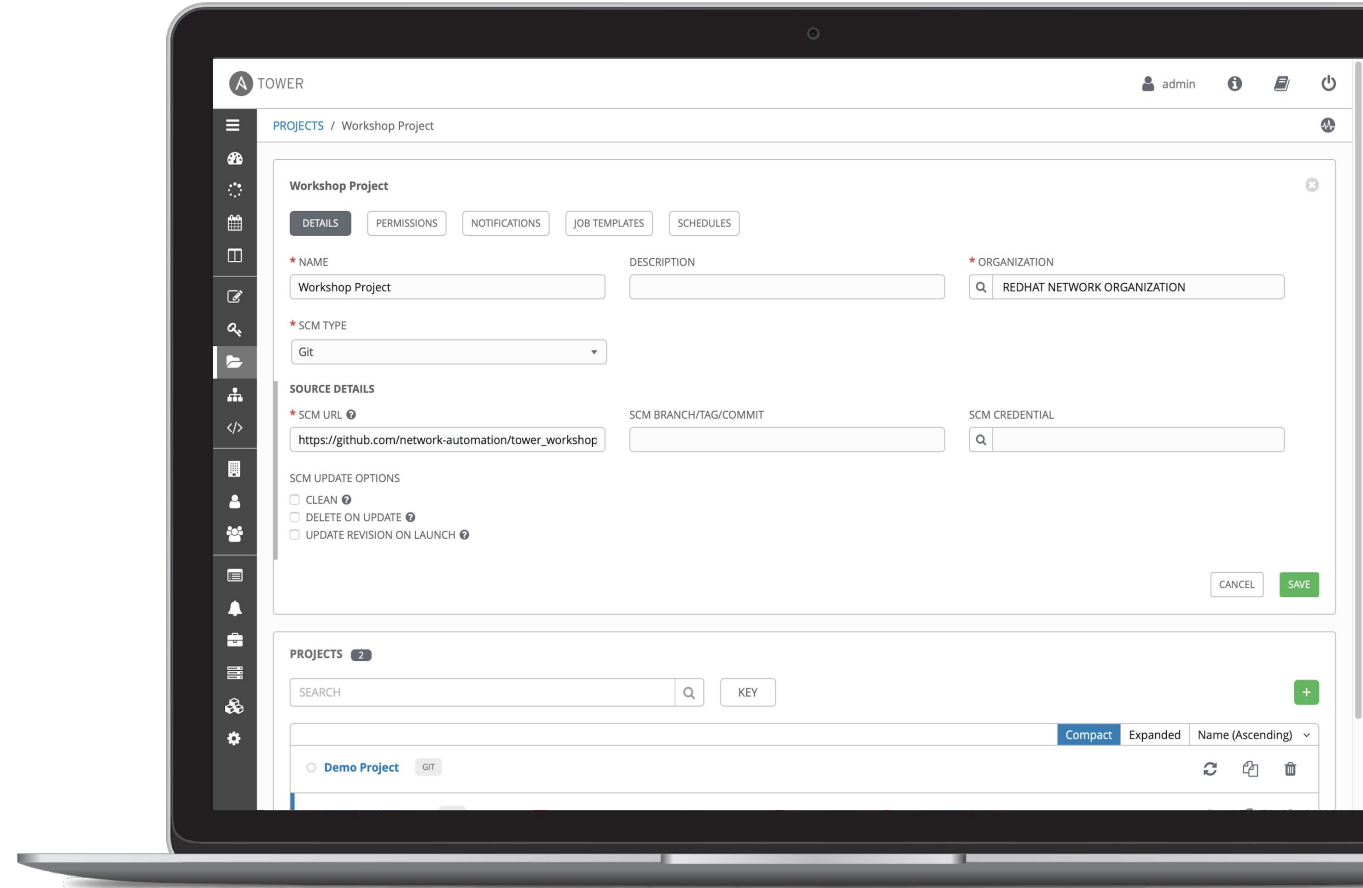 TOWER
admin
PROJECTS / Workshop Project
Workshop Project
DETAILS PERMISSIONS NOTIFICATIONS JOB TEMPLATES SCHEDULES
* NAME DESCRIPTION * ORGANIZATION
Workshop Project REDHAT NETWORK ORGANIZATION
* SCM TYPE
Git
SOURCE DETAILS
* SCM URL SCM BRANCH/TAG/COMMIT SCM CREDENTIAL
https://github.com/network-automation/tower_workshop
SCM UPDATE OPTIONS
CLEAN
DELETE ON UPDATE
UPDATE REVISION ON LAUNCH
CANCEL SAVE
PROJECTS 2
SEARCH KEY +
Compact Expanded Name (Ascending)
Demo Project GIT